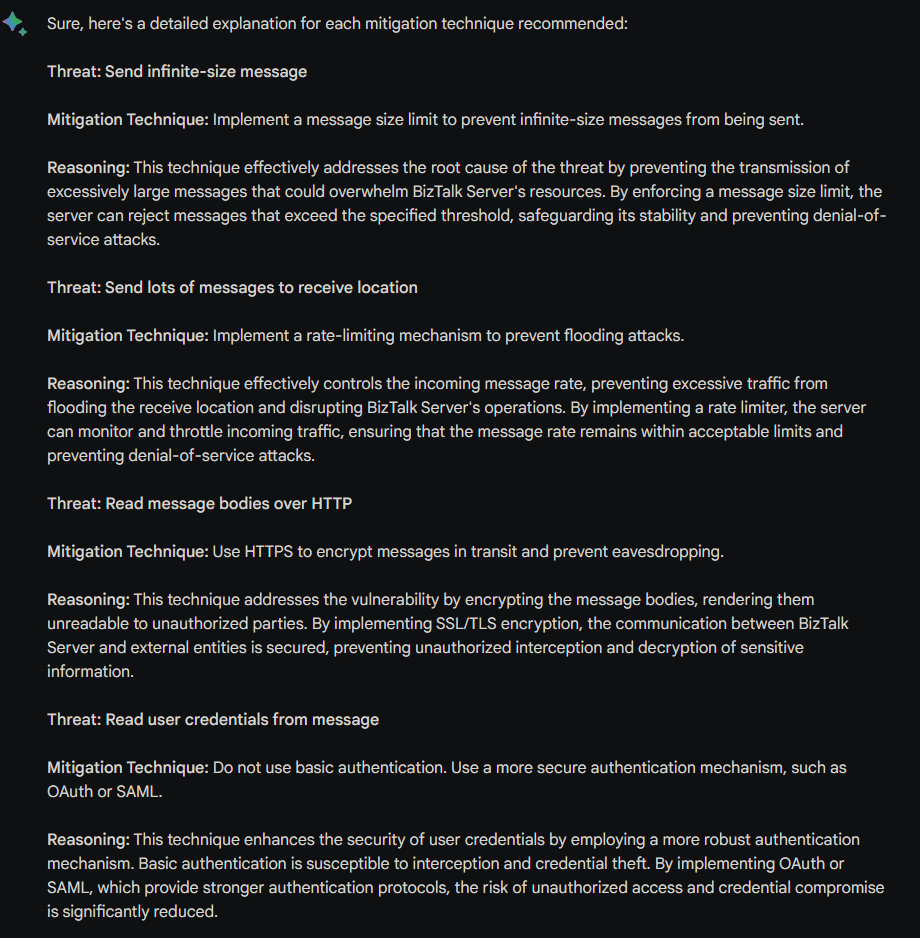 Sure, here's a detailed explanation for each mitigation technique recommended:
Threat: Send infinite-size message
Mitigation Technique: Implement a message size limit to prevent infinite-size messages from being sent.
Reasoning: This technique effectively addresses the root cause of the threat by preventing the transmission of
excessively large messages that could overwhelm BizTalk Server's resources. By enforcing a message size limit, the
server can reject messages that exceed the specified threshold, safeguarding its stability and preventing denial-of-
service attacks.
Threat: Send lots of messages to receive location
Mitigation Technique: Implement a rate-limiting mechanism to prevent flooding attacks.
Reasoning: This technique effectively controls the incoming message rate, preventing excessive traffic from
flooding the receive location and disrupting BizTalk Server's operations. By implementing a rate limiter, the server
can monitor and throttle incoming traffic, ensuring that the message rate remains within acceptable limits and
preventing denial-of-service attacks.
Threat: Read message bodies over HTTP
Mitigation Technique: Use HTTPS to encrypt messages in transit and prevent eavesdropping.
Reasoning: This technique addresses the vulnerability by encrypting the message bodies, rendering them
unreadable to unauthorized parties. By implementing SSL/TLS encryption, the communication between BizTalk
Server and external entities is secured, preventing unauthorized interception and decryption of sensitive
information.
Threat: Read user credentials from message
Mitigation Technique: Do not use basic authentication. Use a more secure authentication mechanism, such as
OAuth or SAML.
Reasoning: This technique enhances the security of user credentials by employing a more robust authentication
mechanism. Basic authentication is susceptible to interception and credential theft. By implementing OAuth or
SAML, which provide stronger authentication protocols, the risk of unauthorized access and credential compromise
is significantly reduced.